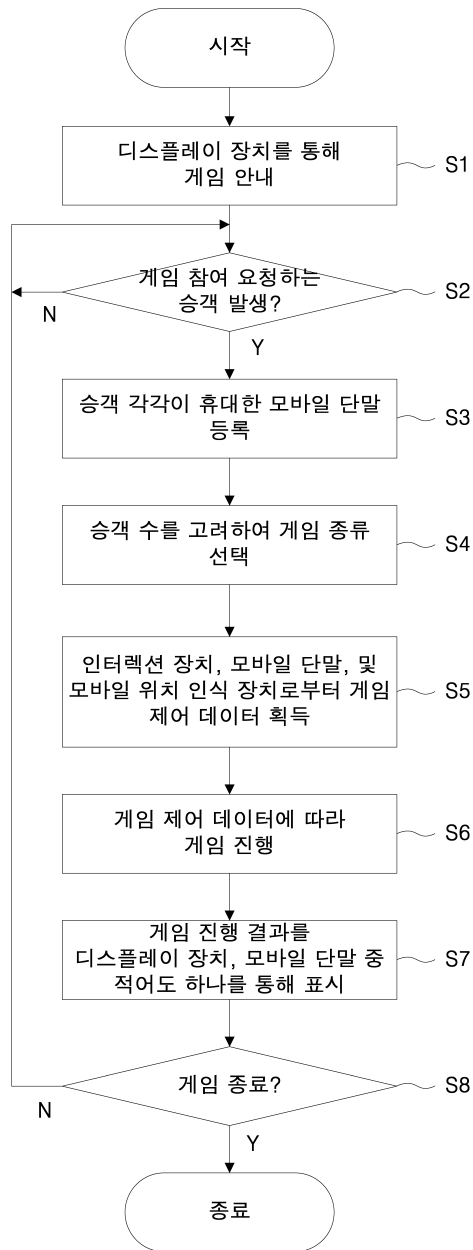 시작
디스플레이 장치를 통해
게임 안내
S1
게임 참여 요청하는
승객 발생?
S2
N
Y
승객 각각이 휴대한 모바일 단말
등록
S3
승객 수를 고려하여 게임 종류
선택
S4
인터렉션 장치, 모바일 단말, 및
모바일 위치 인식 장치로부터 게임
제어 데이터 획득
S5
게임 제어 데이터에 따라
게임 진행
S6
게임 진행 결과를
디스플레이 장치, 모바일 단말 중
적어도 하나를 통해 표시
S7
게임 종료?
S8
N
Y
종료